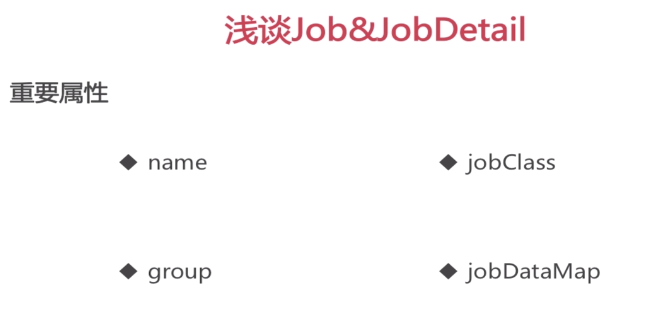 浅谈Job&JobDetail
重要属性
◆ name
◆ jobClass
◆ group
◆ jobDataMap